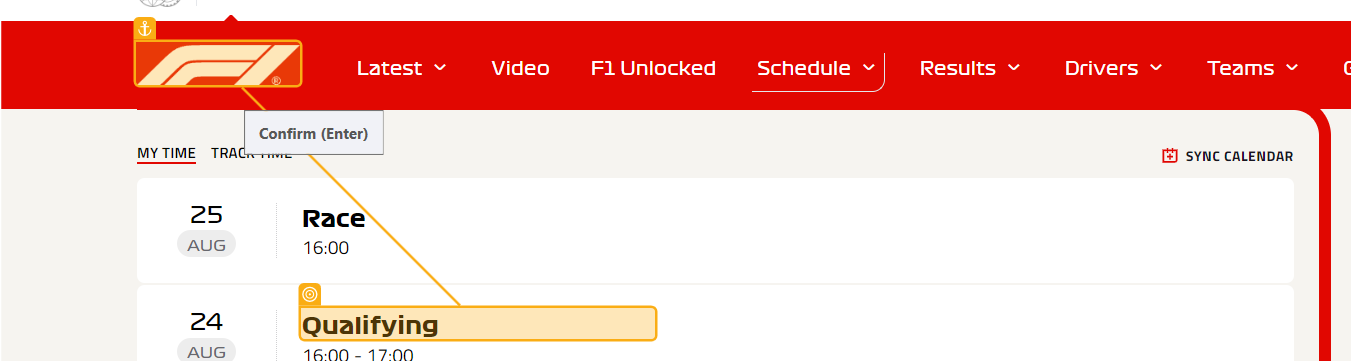 F1®
Latest Video F1 Unlocked Schedule Results Drivers Teams
Confirm (Enter)
MY TIME TRACK TIME SYNC CALENDAR
25
AUG
Race
16:00
24
AUG
Qualifying
16:00 - 17:00